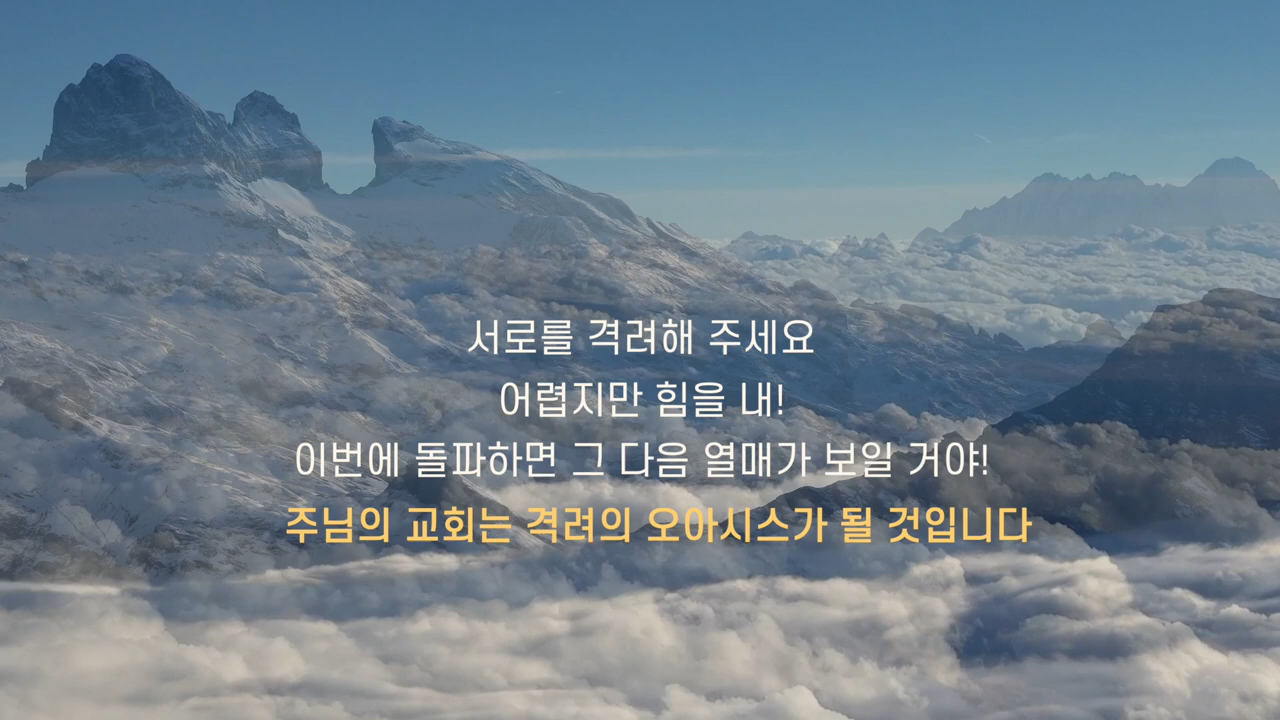 서로를 격려해 주세요
어렵지만 힘을 내!
이번에 돌파하면 그 다음 열매가 보일 거야!
주님의 교회는 격려의 오아시스가 될 것입니다